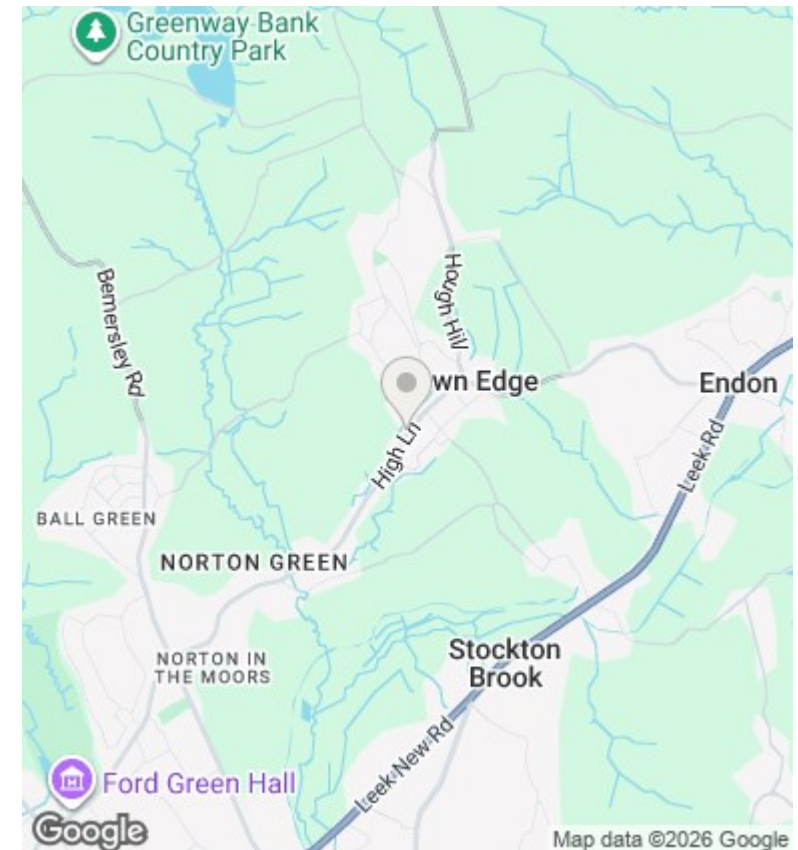 Greenway Bank
Country Park
Bemersley Rd
Hough Hill
wn Edge
Endon
High Ln
Leek Rd
BALL GREEN
NORTON GREEN
NORTON IN
THE MOORS
Stockton
Brook
Leek New Rd
Ford Green Hall
Google
Map data ©2026 Google